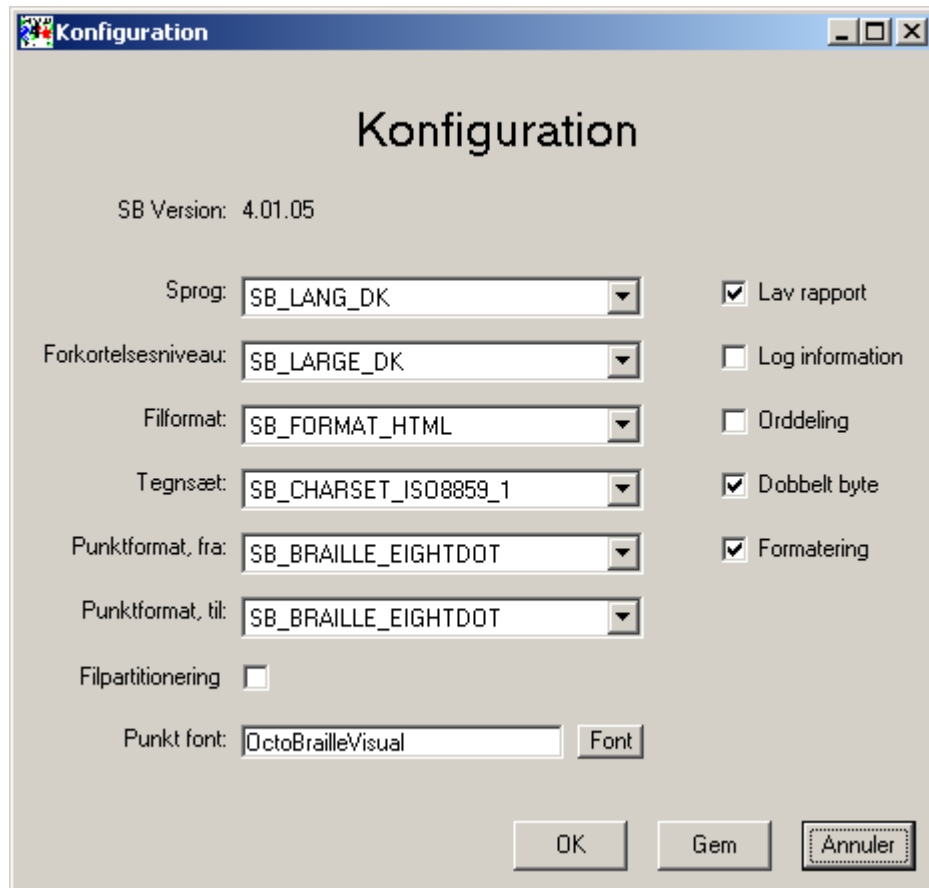 Konfiguration
Konfiguration
SB Version: 4.01.05
Sprog: SB_LANG_DK Lav rapport
Forkortelsesniveau: SB_LARGE_DK Log information
Filformat: SB_FORMAT_HTML Orddeling
Tegnsæt: SB_CHARSET_ISO8859_1 Dobbelt byte
Punktformat, fra: SB_BRAILLE_EIGHTDOT Formatering
Punktformat, til: SB_BRAILLE_EIGHTDOT
Filpartitionering
Punkt font: OctoBrailleVisual Font
OK Gem Annuler